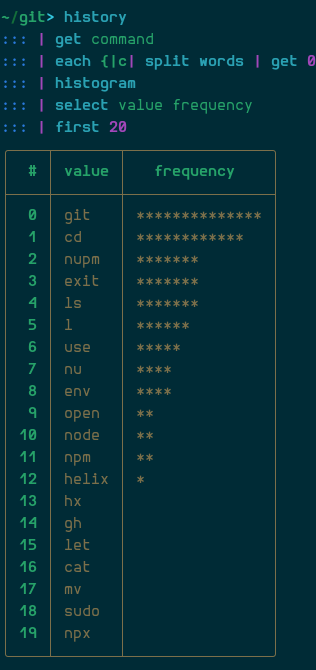 ~/git> history
::: | get command
::: | each {|c| split words | get 0
::: | histogram
::: | select value frequency
::: | first 20
# value frequency
0 git **************
1 cd ************
2 nupm *******
3 exit *******
4 ls *******
5 l ******
6 use *****
7 nu ****
8 env ****
9 open **
10 node **
11 npm **
12 helix *
13 hx
14 gh
15 let
16 cat
17 mv
18 sudo
19 npx